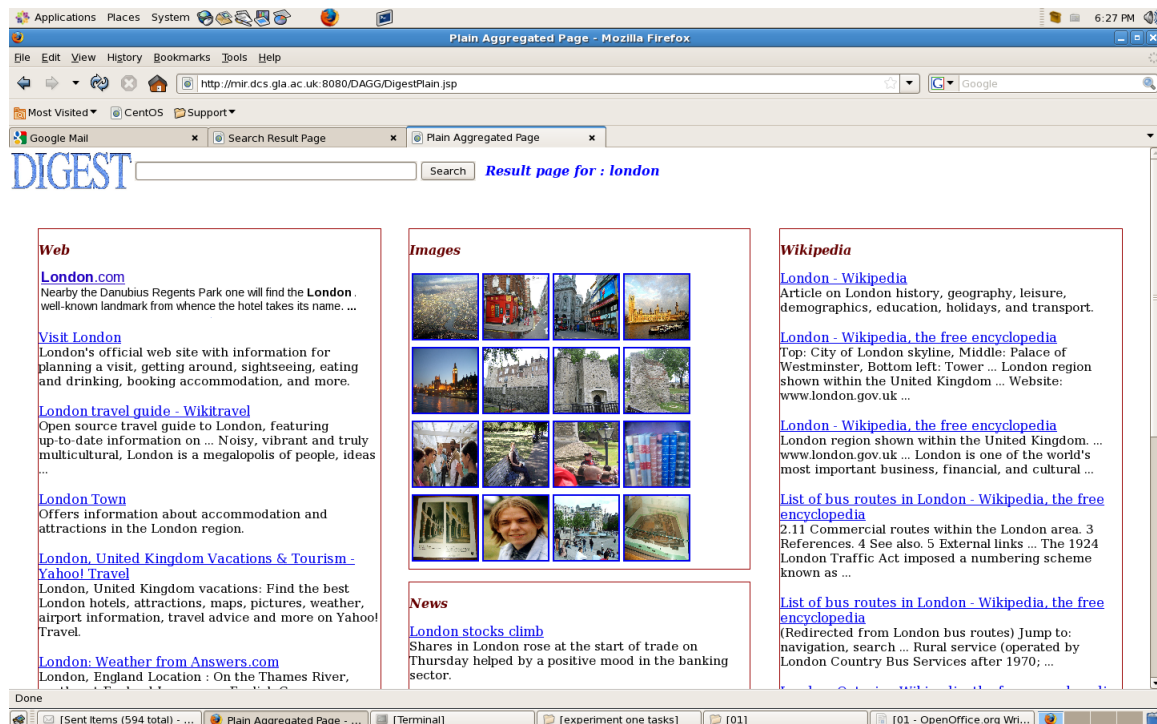 Applications Places System 6:27 PM
Plain Aggregated Page - Mozilla Firefox
File Edit View History Bookmarks Tools Help
http://mir.dcs.gla.ac.uk:8080/DAGG/DigestPlain.jsp
G Google
Most Visited CentOS Support
Google Mail Search Result Page Plain Aggregated Page
DIGEST Search Result page for : london
Web
London.com
Nearby the Danubius Regents Park one will find the London .
well-known landmark from whence the hotel takes its name. ...
Visit London
London's official web site with information for
planning a visit, getting around, sightseeing, eating
and drinking, booking accommodation, and more.
London travel guide - Wikitravel
Open source travel guide to London, featuring
up-to-date information on ... Noisy, vibrant and truly
multicultural, London is a megalopolis of people, ideas
...
London Town
Offers information about accommodation and
attractions in the London region.
London, United Kingdom Vacations & Tourism -
Yahoo! Travel
London, United Kingdom vacations: Find the best
London hotels, attractions, maps, pictures, weather,
airport information, travel advice and more on Yahoo!
Travel.
London: Weather from Answers.com
London, England Location : On the Thames River,
Images
News
London stocks climb
Shares in London rose at the start of trade on
Thursday helped by a positive mood in the banking
sector.
Wikipedia
London - Wikipedia
Article on London history, geography, leisure,
demographics, education, holidays, and transport.
London - Wikipedia, the free encyclopedia
Top: City of London skyline, Middle: Palace of
Westminster, Bottom left: Tower ... London region
shown within the United Kingdom ... Website:
www.london.gov.uk ...
London - Wikipedia, the free encyclopedia
London region shown within the United Kingdom. ...
www.london.gov.uk ... London is one of the world's
most important business, financial, and cultural ...
List of bus routes in London - Wikipedia, the free
encyclopedia
2.11 Commercial routes within the London area. 3
References. 4 See also. 5 External links ... The 1924
London Traffic Act imposed a numbering scheme
known as ...
List of bus routes in London - Wikipedia, the free
encyclopedia
(Redirected from London bus routes) Jump to:
navigation, search ... Rural service (operated by
London Country Bus Services after 1970; ...
Done
[Sent Items (594 total) - ... Plain Aggregated Page - ... [Terminal] [experiment one tasks] [01] [01 - OpenOffice.org Wri...